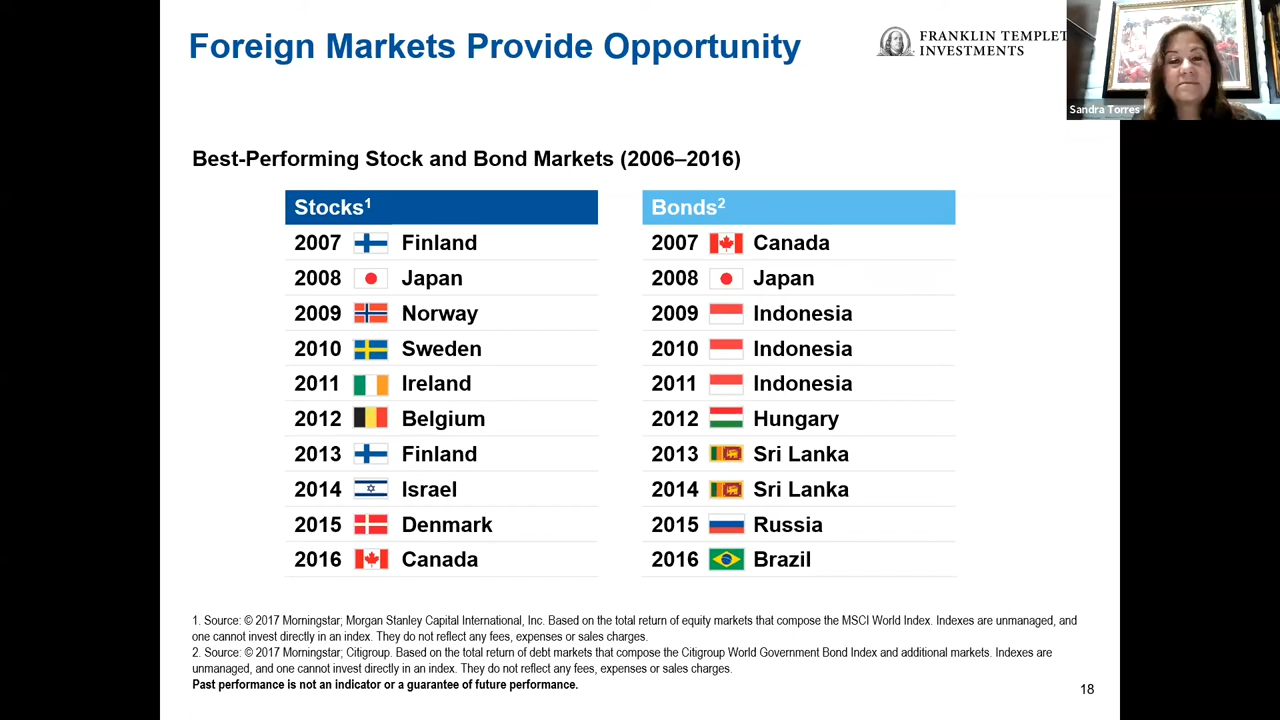 Foreign Markets Provide Opportunity
FRANKLIN TEMPLET
INVESTMENTS
Sandra Torres
Best-Performing Stock and Bond Markets (2006–2016)
Stocks1
2007 Finland
2008 Japan
2009 Norway
2010 Sweden
2011 Ireland
2012 Belgium
2013 Finland
2014 Israel
2015 Denmark
2016 Canada
Bonds2
2007 Canada
2008 Japan
2009 Indonesia
2010 Indonesia
2011 Indonesia
2012 Hungary
2013 Sri Lanka
2014 Sri Lanka
2015 Russia
2016 Brazil
1. Source: © 2017 Morningstar; Morgan Stanley Capital International, Inc. Based on the total return of equity markets that compose the MSCI World Index. Indexes are unmanaged, and
one cannot invest directly in an index. They do not reflect any fees, expenses or sales charges.
2. Source: © 2017 Morningstar; Citigroup. Based on the total return of debt markets that compose the Citigroup World Government Bond Index and additional markets. Indexes are
unmanaged, and one cannot invest directly in an index. They do not reflect any fees, expenses or sales charges.
Past performance is not an indicator or a guarantee of future performance.
18